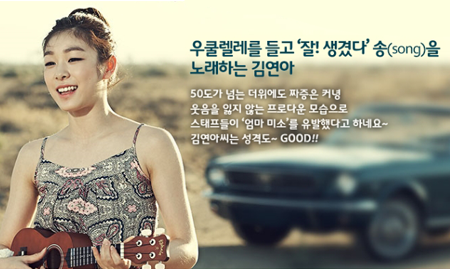 우쿨렐레를 들고 '잘! 생겼다' 송(song)을
노래하는 김연아
50도가 넘는 더위에도 짜증은 커녕
웃음을 잃지 않는 프로다운 모습으로
스태프들이 '엄마 미소'를 유발했다고 하네요~
김연아씨는 성격도~ GOOD!!